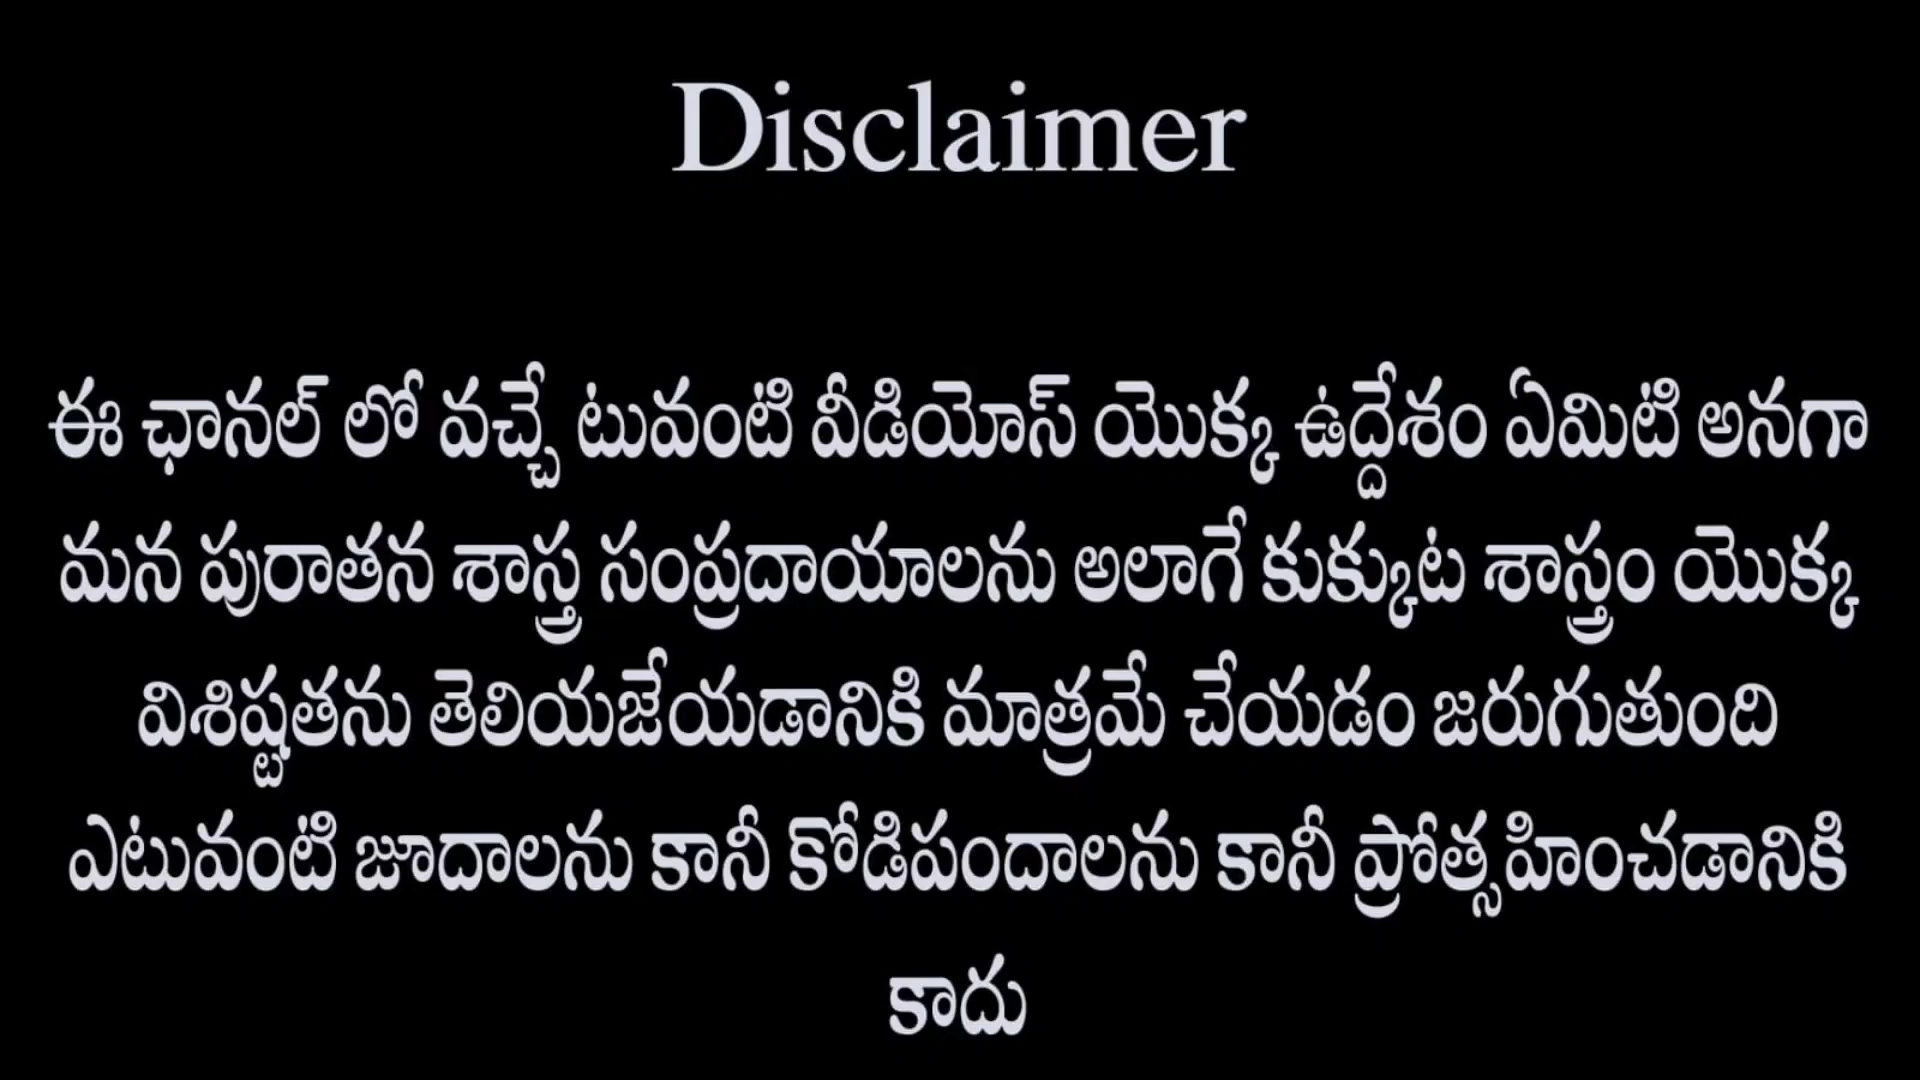 Disclaimer
ఈ ఛానల్ లో వచ్చే టువంటి వీడియోస్ యొక్క ఉద్దేశం ఏమిటి అనగా
మన పురాతన శాస్త్ర సంప్రదాయాలను అలాగే కుక్కుట శాస్త్రం యొక్క
విశిష్టతను తెలియజేయడానికి మాత్రమే చేయడం జరుగుతుంది
ఎటువంటి జూదాలను కానీ కోడిపందాలను కానీ ప్రోత్సహించడానికి
కాదు